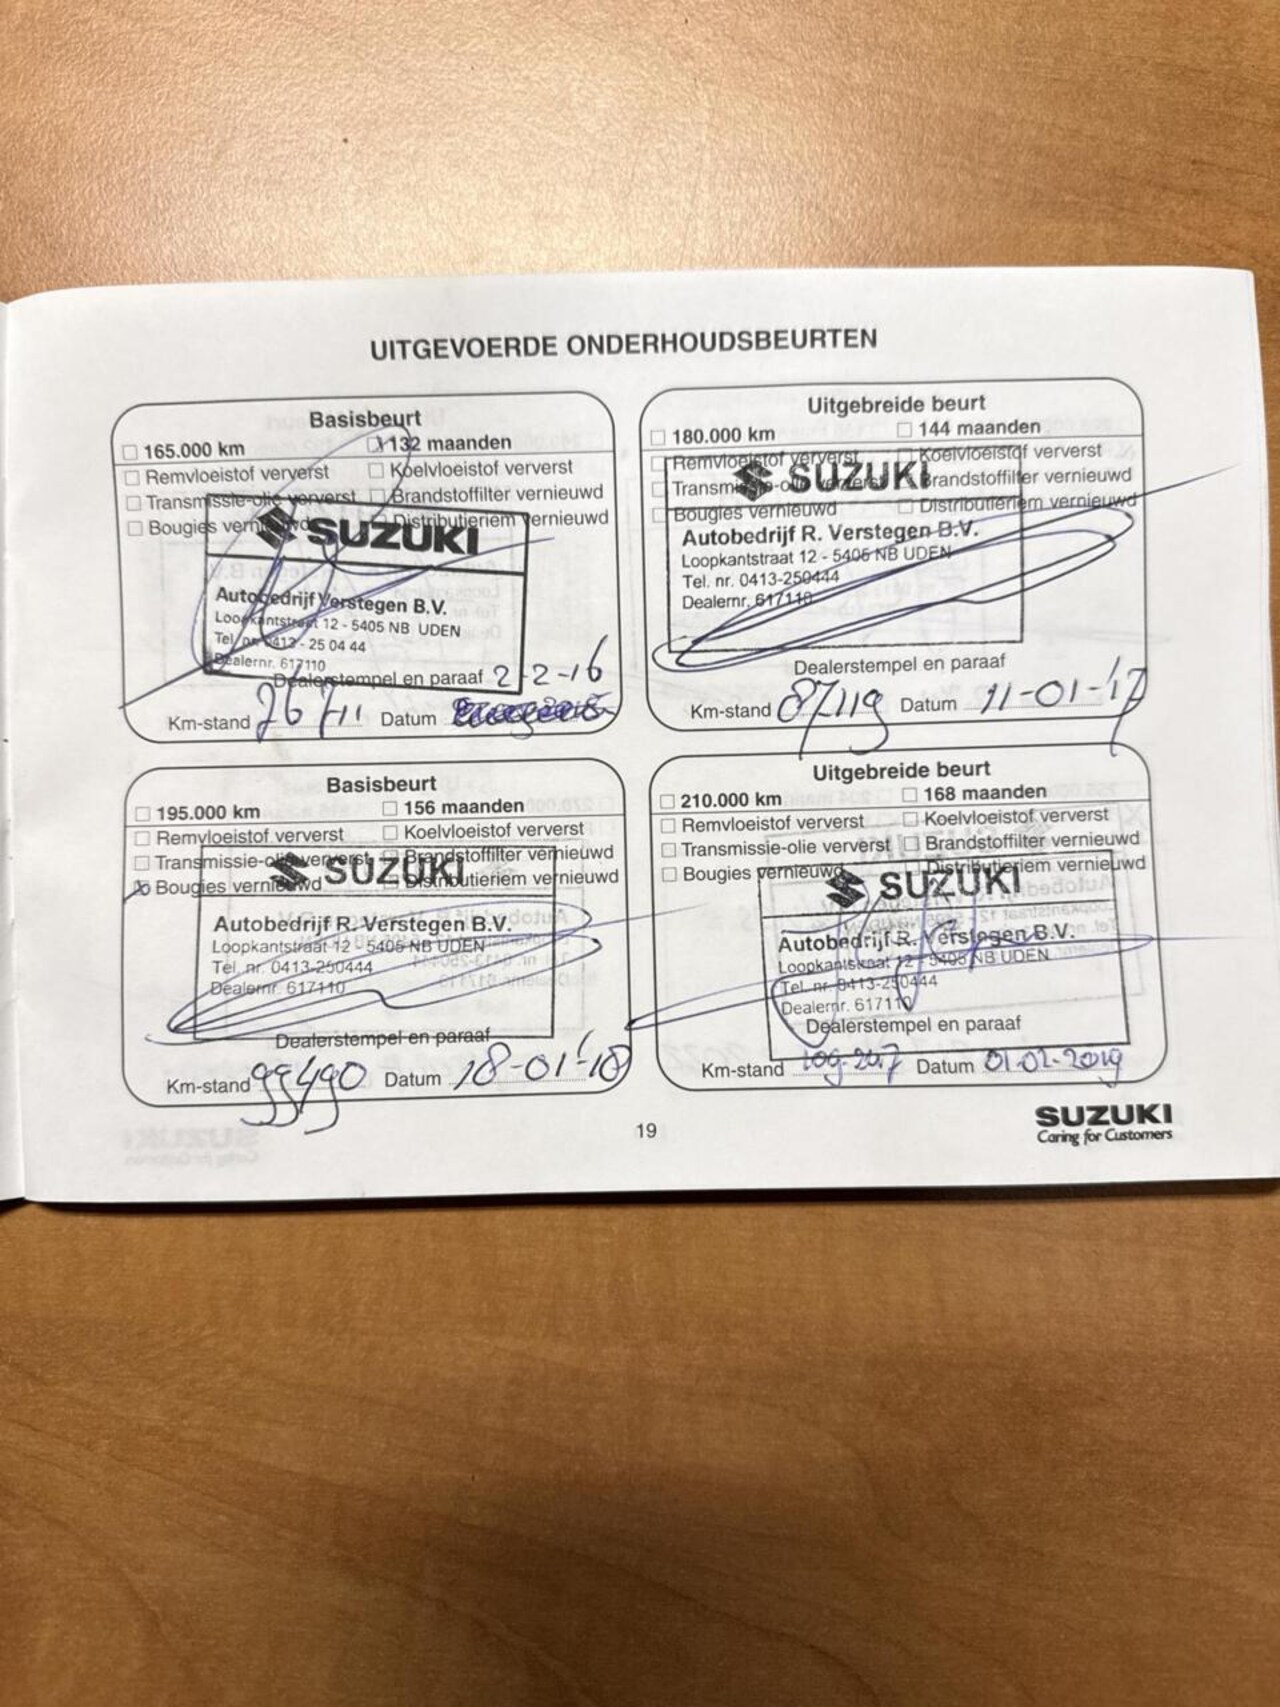 UITGEVOERDE ONDERHOUDSBEURTEN
Basisbeurt
165.000 km 132 maanden
Remvloeistof ververst Koelvloeistof ververst
Transmissie-olie ververst Brandstoffilter vernieuwd
Bougies vernieuwd Distributieriem vernieuwd
SUZUKI
Autobedrijf Verstegen B.V.
Loopkantstraat 12 - 5405 NB UDEN
Tel. nr. 0413 - 25 04 44
Dealernr. 617110
Dealerstempel en paraaf 2-2-16
Km-stand 76711 Datum
Uitgebreide beurt
180.000 km 144 maanden
Remvloeistof ververst Koelvloeistof ververst
Transmissie-olie ververst Brandstoffilter vernieuwd
Bougies vernieuwd Distributieriem vernieuwd
SUZUKI
Autobedrijf R. Verstegen B.V.
Loopkantstraat 12 - 5405 NB UDEN
Tel. nr. 0413-250444
Dealernr. 617110
Dealerstempel en paraaf
Km-stand 87119 Datum 11-01-'17
Basisbeurt
195.000 km 156 maanden
Remvloeistof ververst Koelvloeistof ververst
Transmissie-olie ververst Brandstoffilter vernieuwd
Bougies vernieuwd Distributieriem vernieuwd
SUZUKI
Autobedrijf R. Verstegen B.V.
Loopkantstraat 12 - 5405 NB UDEN
Tel. nr. 0413-250444
Dealernr. 617110
Dealerstempel en paraaf
Km-stand 99490 Datum 18-01-'18
Uitgebreide beurt
210.000 km 168 maanden
Remvloeistof ververst Koelvloeistof ververst
Transmissie-olie ververst Brandstoffilter vernieuwd
Bougies vernieuwd Distributieriem vernieuwd
SUZUKI
Autobedrijf R. Verstegen B.V.
Loopkantstraat 12 - 5405 NB UDEN
Tel. nr. 0413-250444
Dealernr. 617110
Dealerstempel en paraaf
Km-stand 109.207 Datum 01-02-2019
19
SUZUKI
Caring for Customers